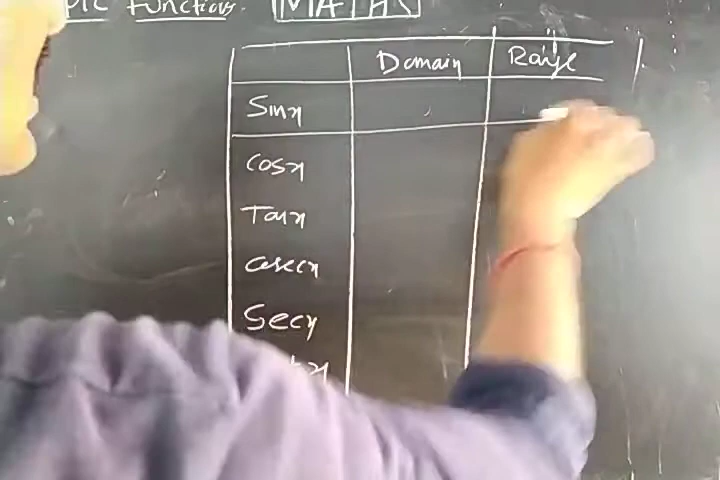 Functions. MATHS
Domain Range
Sinx
Cosx
Tanx
Cosecx
Secx